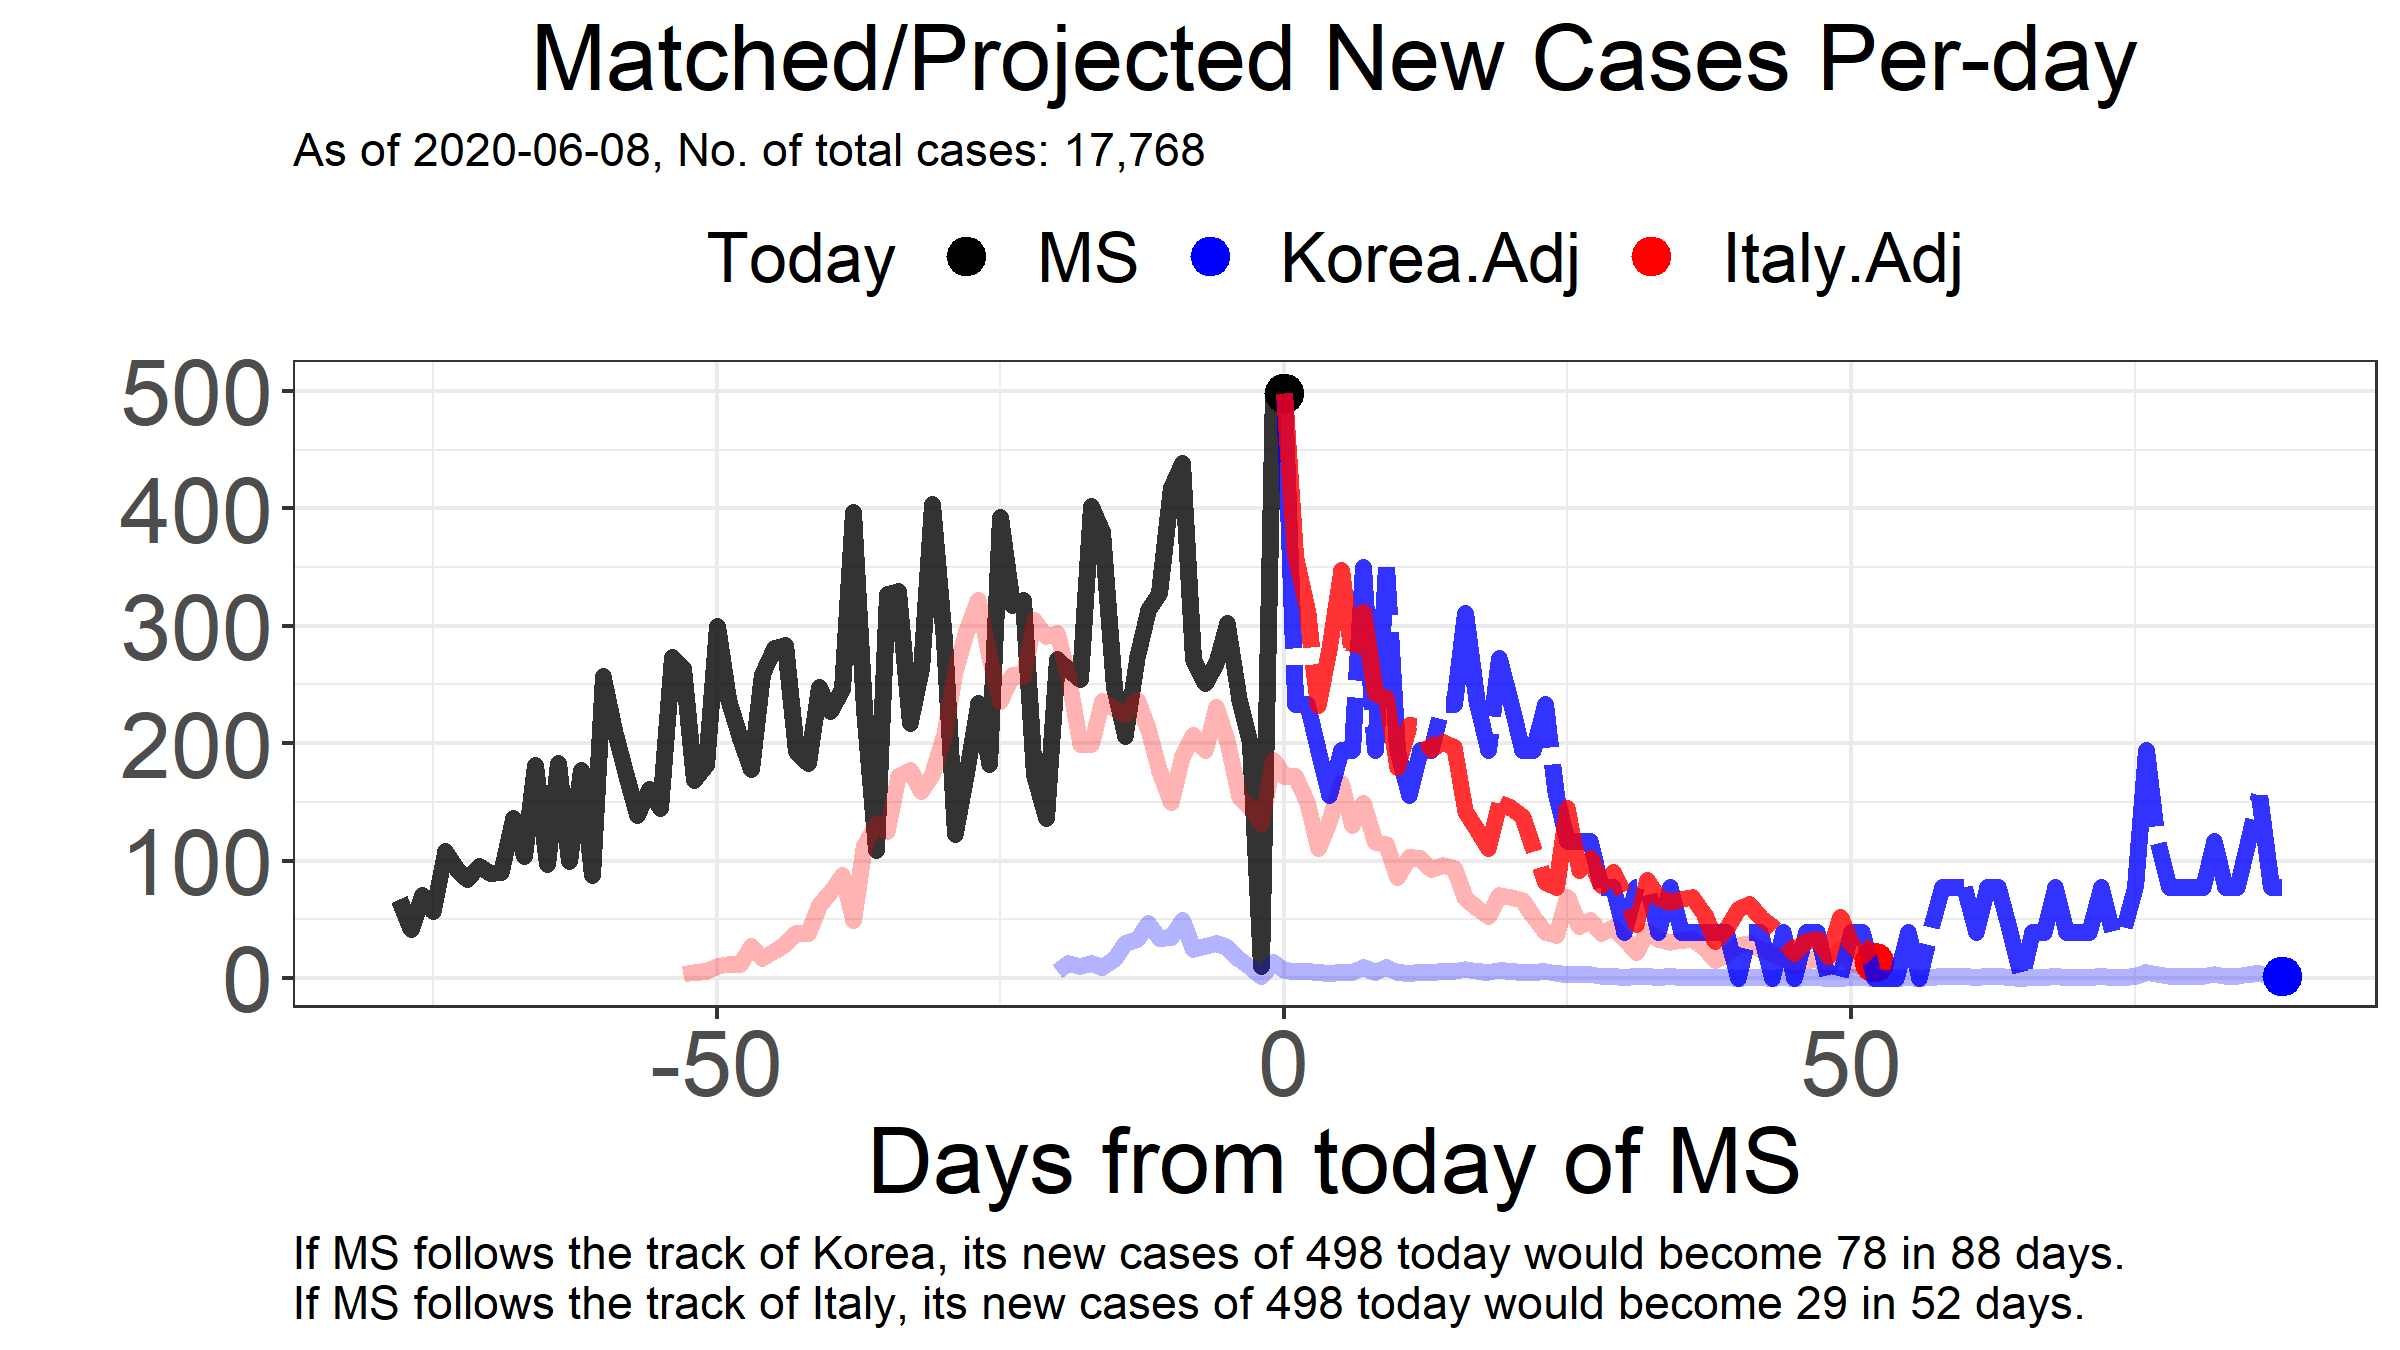 Matched/Projected New Cases Per-day
As of 2020-06-08, No. of total cases: 17,768
Today MS Korea.Adj Italy.Adj
500
400
300
200
100
0
-50 0 50
Days from today of MS
If MS follows the track of Korea, its new cases of 498 today would become 78 in 88 days.
If MS follows the track of Italy, its new cases of 498 today would become 29 in 52 days.